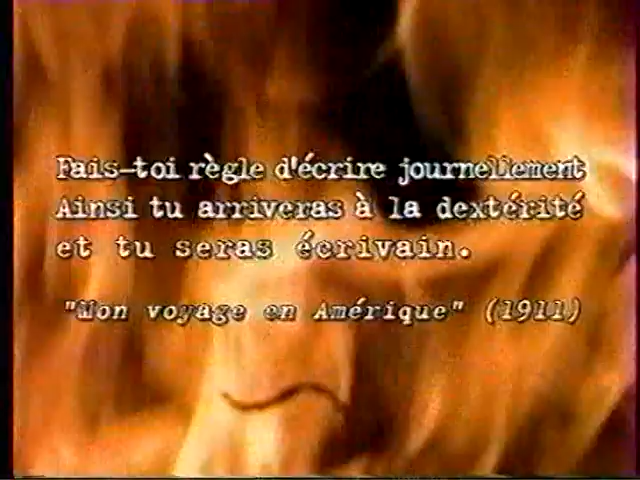 Fais-toi règle d'écrire journellement
Ainsi tu arriveras à la dextérité
et tu seras écrivain.
"Mon voyage en Amérique" (1911)